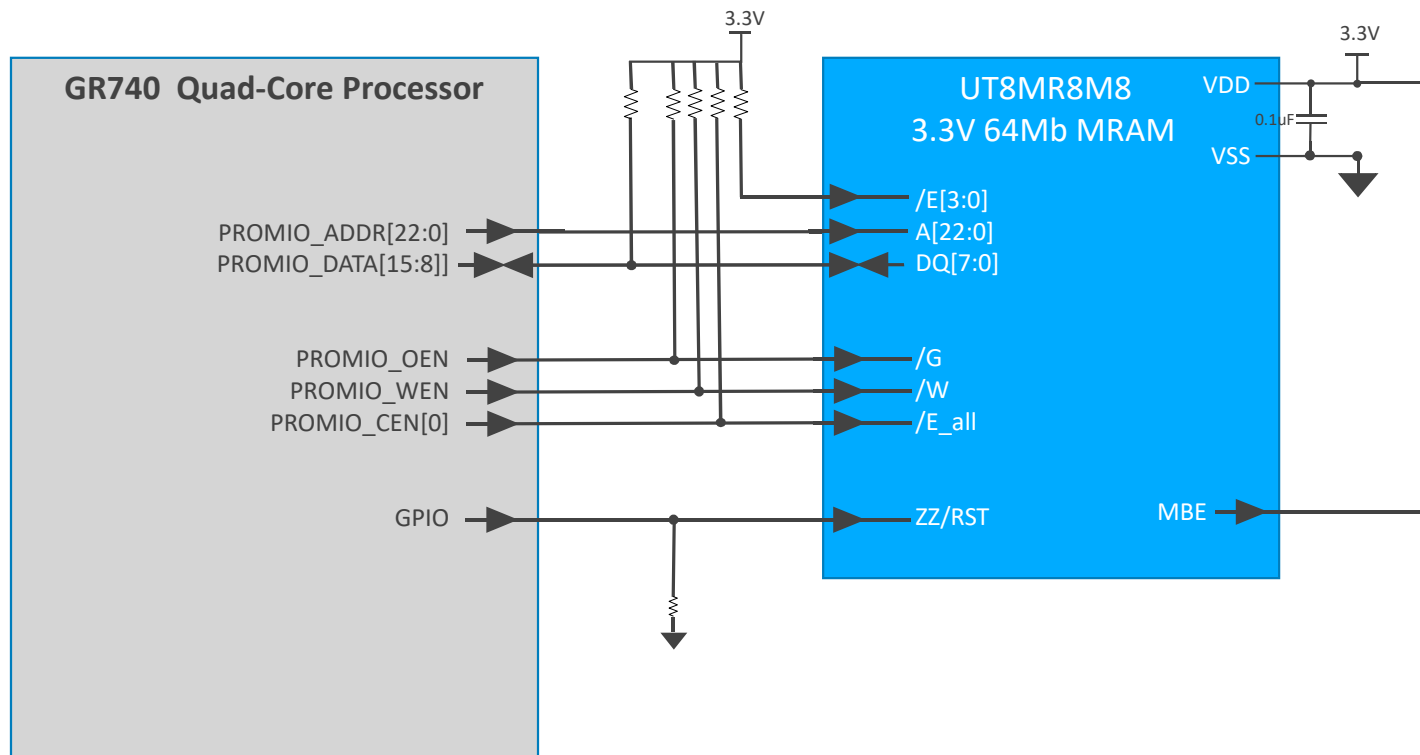 3.3V
3.3V
GR740 Quad-Core Processor
UT8MR8M8
3.3V 64Mb MRAM
VDD
0.1uF
VSS
/E[3:0]
PROMIO_ADDR[22:0]
A[22:0]
PROMIO_DATA[15:8]]
DQ[7:0]
PROMIO_OEN
/G
PROMIO_WEN
/W
PROMIO_CEN[0]
/E_all
GPIO
ZZ/RST
MBE